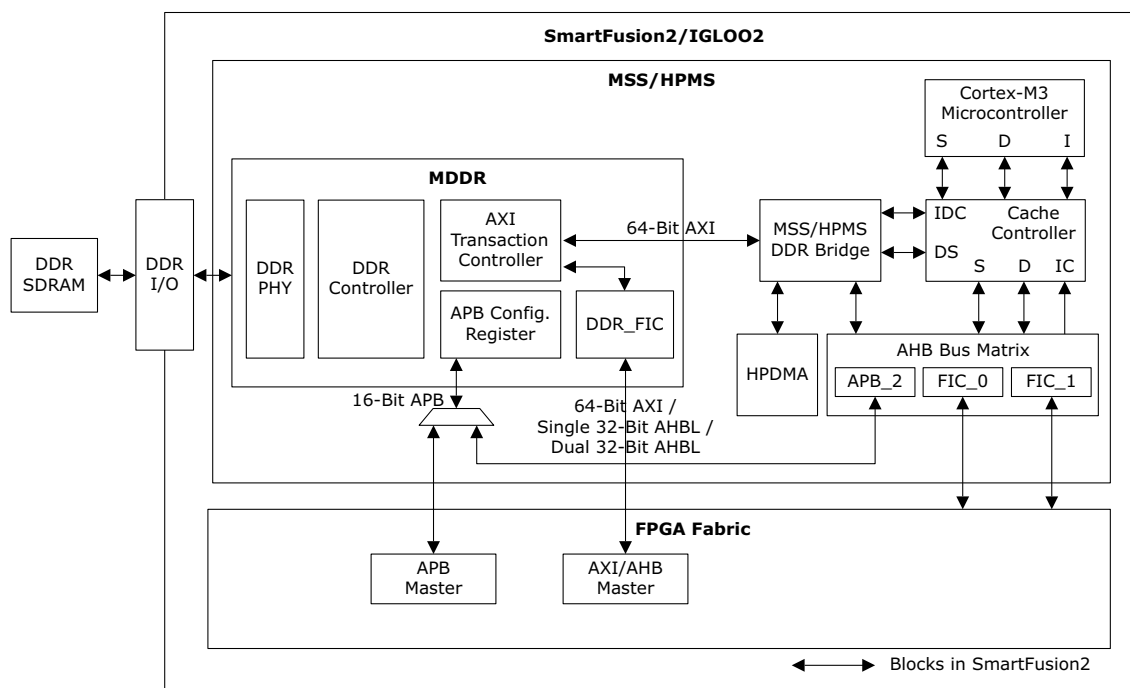 SmartFusion2/IGLOO2
MSS/HPMS
Cortex-M3
Microcontroller
S D I
MDDR
DDR
SDRAM
DDR
I/O
DDR
PHY
DDR
Controller
AXI
Transaction
Controller
APB Config.
Register
DDR_FIC
64-Bit AXI
MSS/HPMS
DDR Bridge
IDC
Cache
Controller
DS
S D IC
HPDMA
AHB Bus Matrix
APB_2 FIC_0 FIC_1
16-Bit APB
64-Bit AXI /
Single 32-Bit AHBL /
Dual 32-Bit AHBL
FPGA Fabric
APB
Master
AXI/AHB
Master
Blocks in SmartFusion2